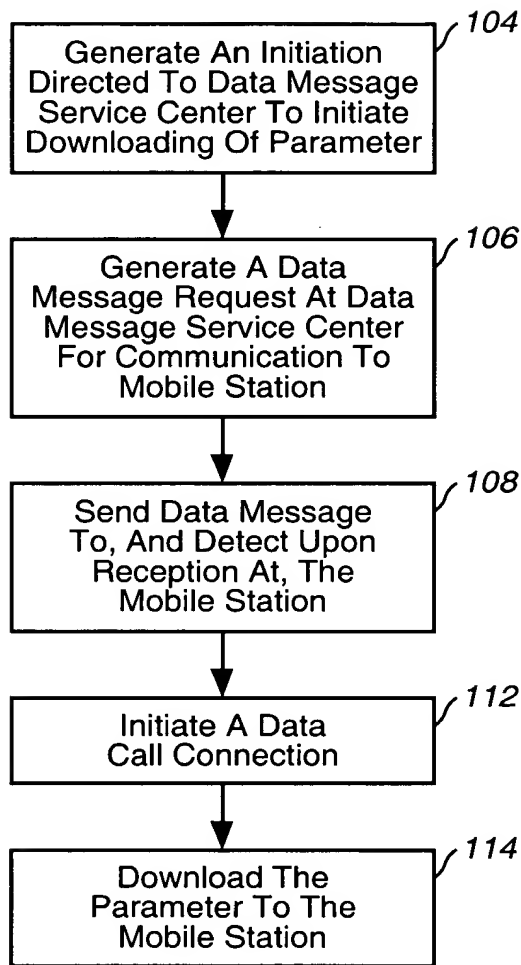 104
Generate An Initiation
Directed To Data Message
Service Center To Initiate
Downloading Of Parameter
106
Generate A Data
Message Request At Data
Message Service Center
For Communication To
Mobile Station
108
Send Data Message
To, And Detect Upon
Reception At, The
Mobile Station
112
Initiate A Data
Call Connection
114
Download The
Parameter To The
Mobile Station